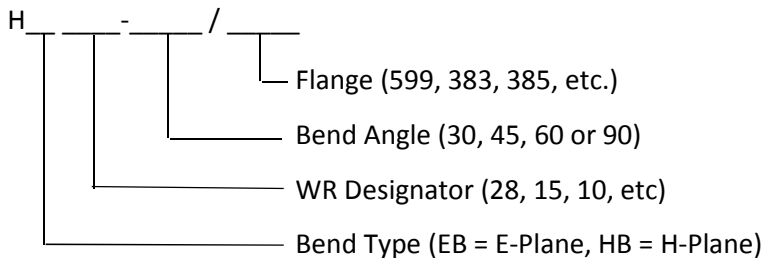 H__ ____-_____ / _____
Flange (599, 383, 385, etc.)
Bend Angle (30, 45, 60 or 90)
WR Designator (28, 15, 10, etc)
Bend Type (EB = E-Plane, HB = H-Plane)